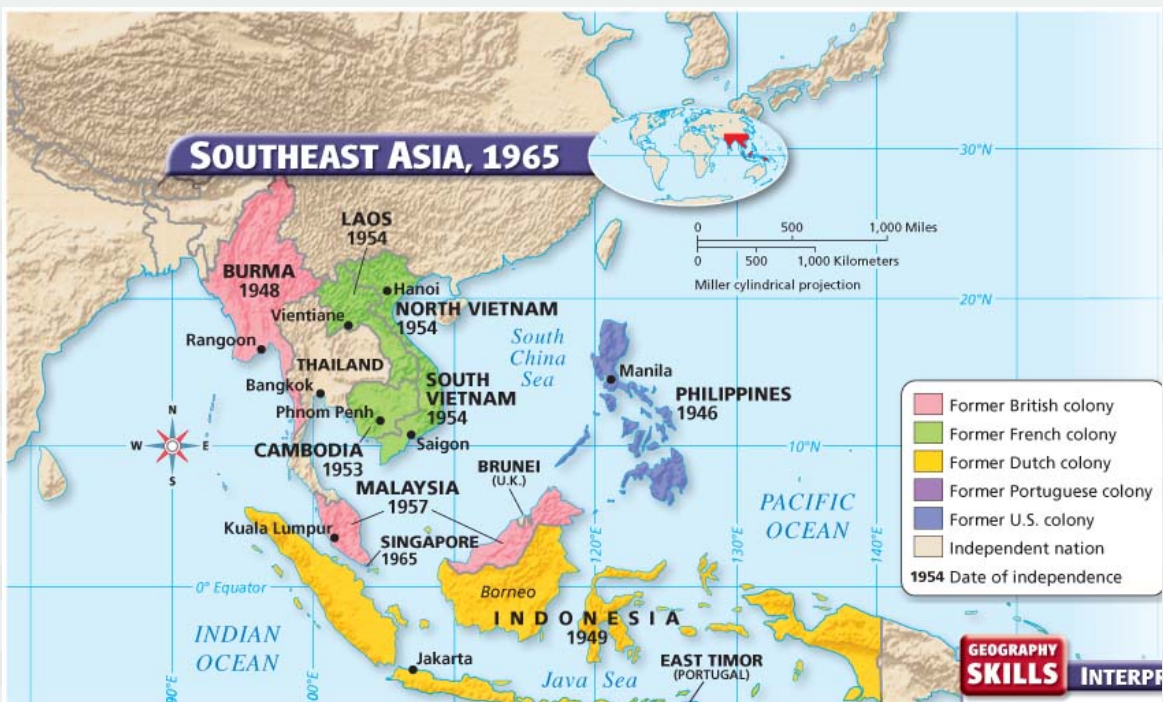 SOUTHEAST ASIA, 1965
30°N
0 500 1,000 Miles
0 500 1,000 Kilometers
Miller cylindrical projection
LAOS
1954
BURMA
1948
Hanoi
NORTH VIETNAM
1954
20°N
Vientiane
Rangoon
South
China
Sea
THAILAND
Bangkok
Manila
PHILIPPINES
1946
SOUTH
VIETNAM
1954
Phnom Penh
Saigon
CAMBODIA
1953
N
W E
S
10°N
BRUNEI
(U.K.)
MALAYSIA
1957
Kuala Lumpur
SINGAPORE
1965
PACIFIC
OCEAN
120°E
130°E
140°E
Former British colony
Former French colony
Former Dutch colony
Former Portuguese colony
Former U.S. colony
Independent nation
1954 Date of independence
0° Equator
Borneo
INDONESIA
1949
INDIAN
OCEAN
Jakarta
Java Sea
EAST TIMOR
(PORTUGAL)
90°E
00°E
GEOGRAPHY
SKILLS
INTERPR